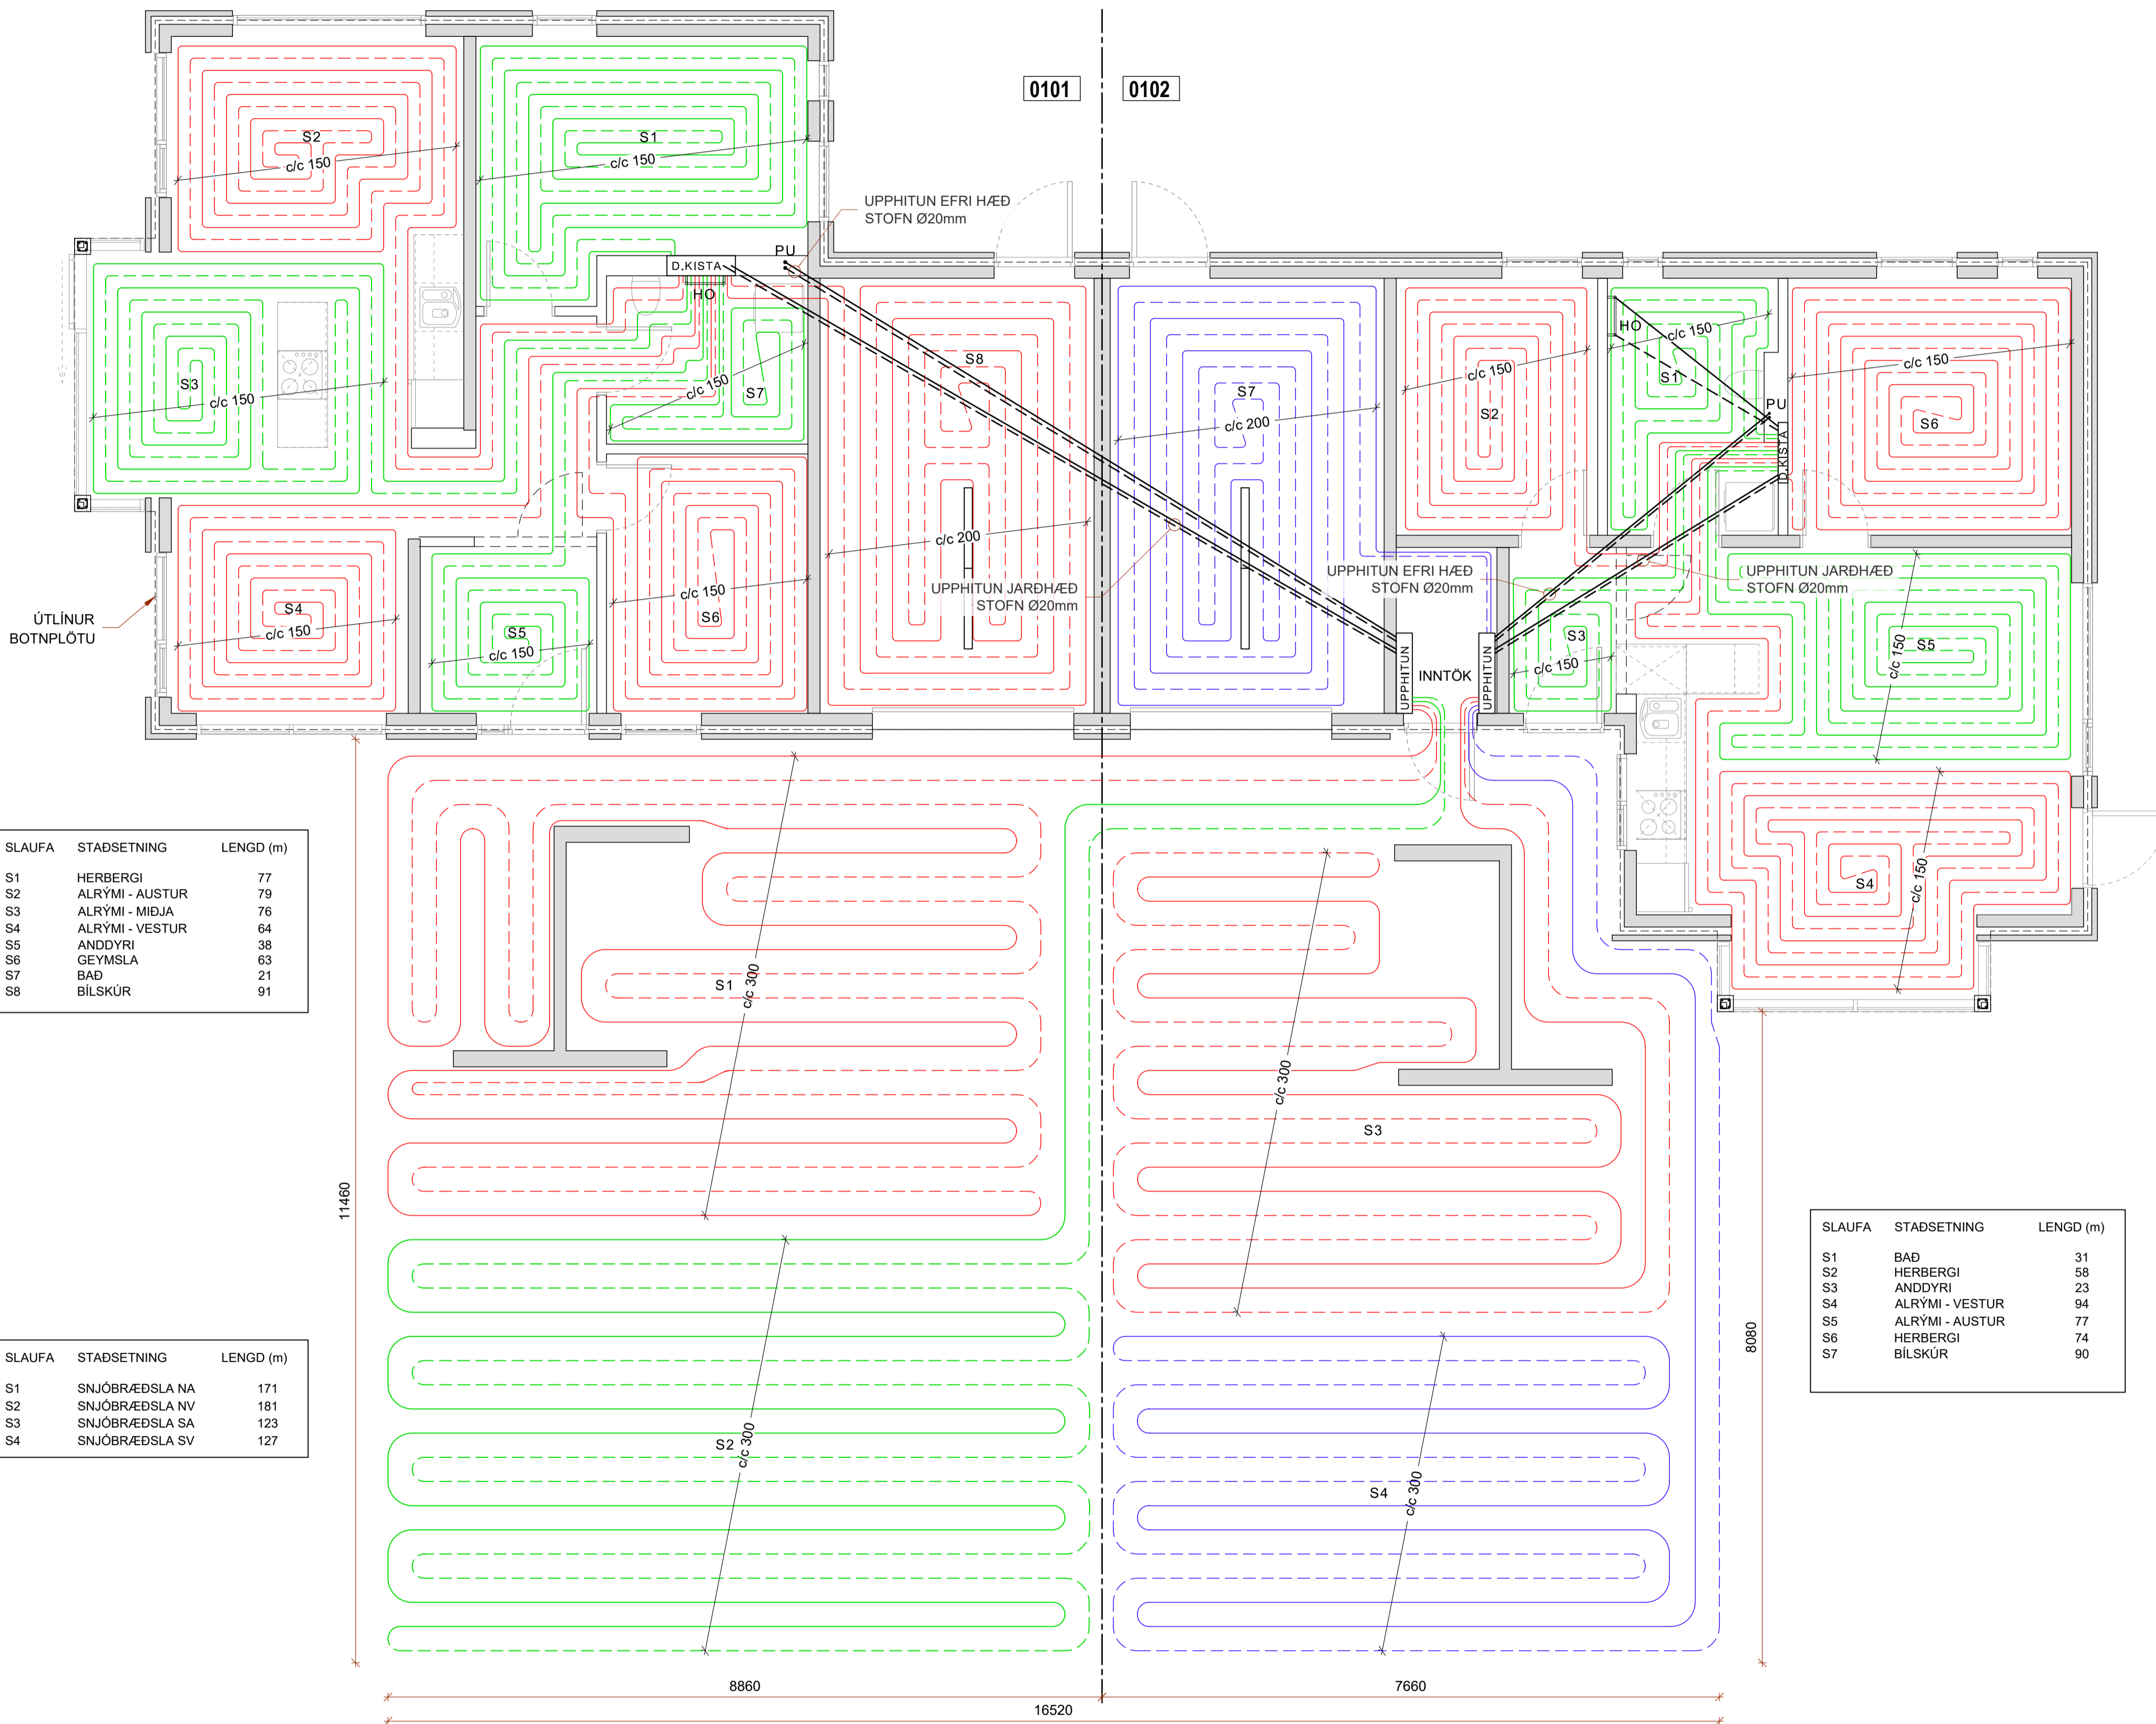 0101
0102
S2
c/c 150
S1
c/c 150
UPPHITUN EFRI HÆÐ
STOFN Ø20mm
PU
D.KISTA
HO
S3
c/c 150
S7
c/c 150
S8
c/c 200
S7
c/c 200
S2
c/c 150
HO
c/c 150
S1
PU
D.KISTA
c/c 150
S6
UPPHITUN JARÐHÆÐ
STOFN Ø20mm
UPPHITUN EFRI HÆÐ
STOFN Ø20mm
UPPHITUN JARÐHÆÐ
STOFN Ø20mm
ÚTLÍNUR
BOTNPLÖTU
S4
c/c 150
S5
c/c 150
c/c 150
S6
UPPHITUN
INNTÖK
UPPHITUN
S3
c/c 150
S5
c/c 150
S4
c/c 150
SLAUFA STAÐSETNING LENGD (m)
S1 HERBERGI 77
S2 ALRÝMI - AUSTUR 79
S3 ALRÝMI - MIÐJA 76
S4 ALRÝMI - VESTUR 64
S5 ANDDYRI 38
S6 GEYMSLA 63
S7 BAÐ 21
S8 BÍLSKÚR 91
S1
c/c 300
c/c 300
S3
11460
8080
SLAUFA STAÐSETNING LENGD (m)
S1 BAÐ 31
S2 HERBERGI 58
S3 ANDDYRI 23
S4 ALRÝMI - VESTUR 94
S5 ALRÝMI - AUSTUR 77
S6 HERBERGI 74
S7 BÍLSKÚR 90
SLAUFA STAÐSETNING LENGD (m)
S1 SNJÓBRÆÐSLA NA 171
S2 SNJÓBRÆÐSLA NV 181
S3 SNJÓBRÆÐSLA SA 123
S4 SNJÓBRÆÐSLA SV 127
S2
c/c 300
S4
c/c 300
8860
7660
16520